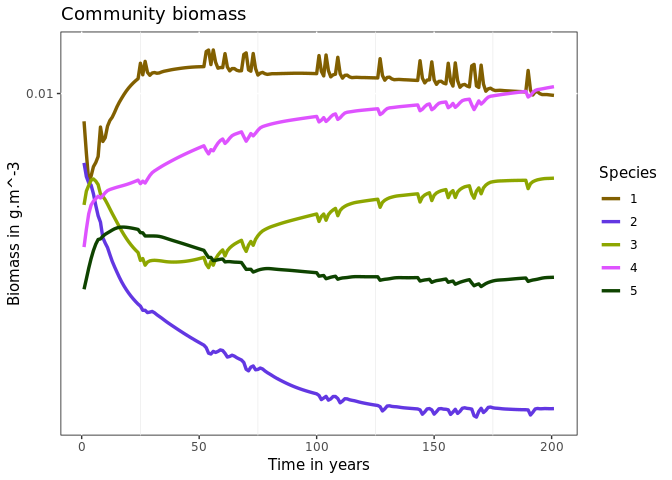 Community biomass
Biomass in g.m^-3
0.01
0 50 100 150 200
Time in years
Species
1
2
3
4
5